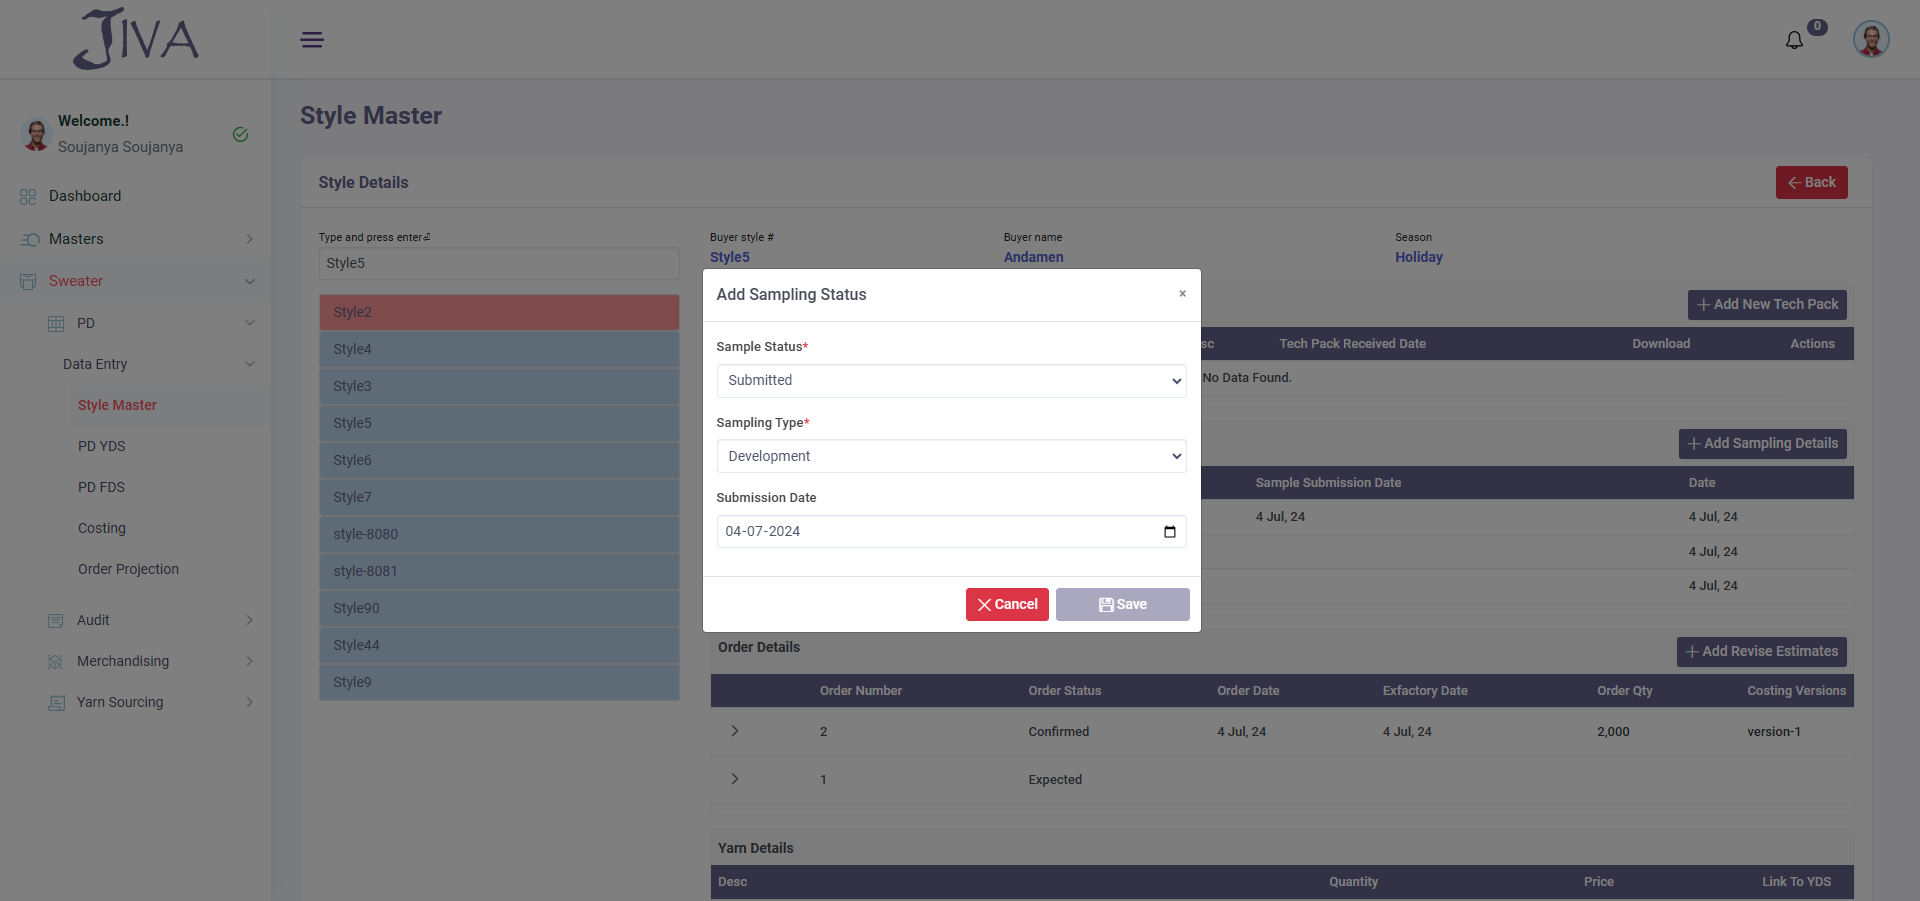 JIVA
0
Welcome.!
Soujanya Soujanya
Dashboard
Masters
Sweater
PD
Data Entry
Style Master
PD YDS
PD FDS
Costing
Order Projection
Audit
Merchandising
Yarn Sourcing
Style Master
Style Details
Back
Type and press enter⏎
Style5
Style2
Style4
Style3
Style5
Style6
Style7
style-8080
style-8081
Style90
Style44
Style9
Buyer style # Buyer name Season
Style5 Andamen Holiday
Add New Tech Pack
sc Tech Pack Received Date Download Actions
No Data Found.
Add Sampling Details
Sample Submission Date Date
4 Jul, 24 4 Jul, 24
4 Jul, 24
4 Jul, 24
Add Sampling Status ×
Sample Status*
Submitted
Sampling Type*
Development
Submission Date
04-07-2024
Cancel Save
Order Details
Add Revise Estimates
Order Number Order Status Order Date Exfactory Date Order Qty Costing Versions
2 Confirmed 4 Jul, 24 4 Jul, 24 2,000 version-1
1 Expected
Yarn Details
Desc Quantity Price Link To YDS